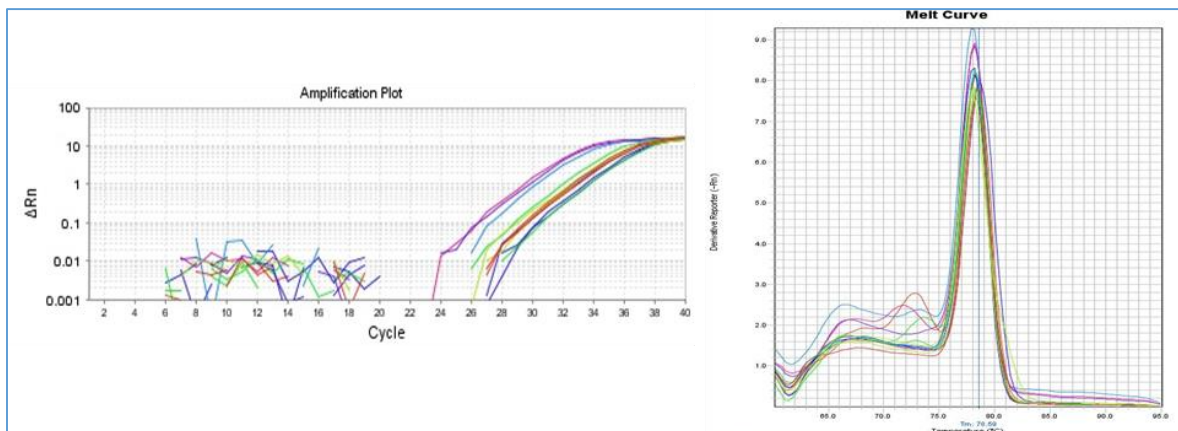 Amplification Plot
100
10
1
0.1
0.01
0.001
ΔRn
2 4 6 8 10 12 14 16 18 20 22 24 26 28 30 32 34 36 38 40
Cycle
Melt Curve
9.0
8.0
7.0
6.0
5.0
4.0
3.0
2.0
1.0
Derivative Reporter (-Rn)
65.0 70.0 75.0 80.0 85.0 90.0 95.0
Tm: 78.59